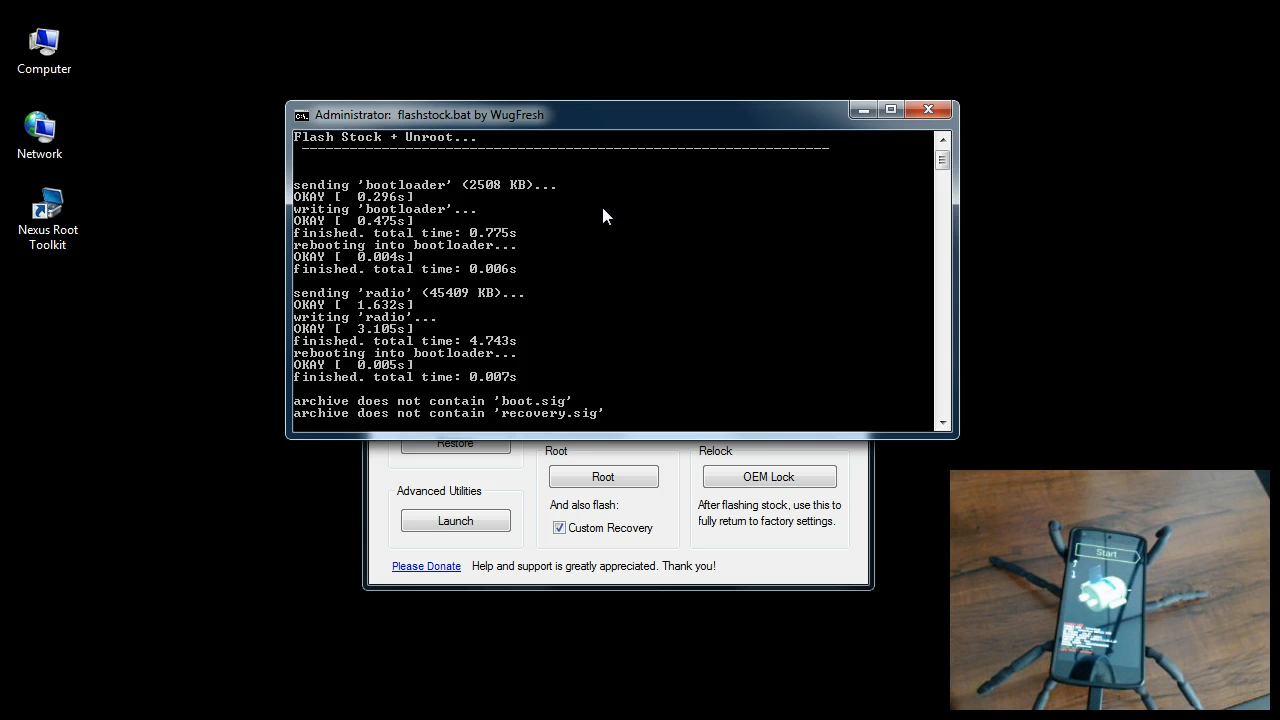 Computer
Network
Nexus Root
Toolkit
Administrator: flashstock.bat by WugFresh
Flash Stock + Unroot...
sending 'bootloader' (2508 KB)...
OKAY [  0.296s]
writing 'bootloader'...
OKAY [  0.475s]
finished. total time: 0.775s
rebooting into bootloader...
OKAY [  0.004s]
finished. total time: 0.006s
sending 'radio' (45409 KB)...
OKAY [  1.632s]
writing 'radio'...
OKAY [  3.105s]
finished. total time: 4.743s
rebooting into bootloader...
OKAY [  0.005s]
finished. total time: 0.007s
archive does not contain 'boot.sig'
archive does not contain 'recovery.sig'
Restore
Advanced Utilities
Launch
Root
Root
And also flash:
Custom Recovery
Relock
OEM Lock
After flashing stock, use this to
fully return to factory settings.
Please Donate Help and support is greatly appreciated. Thank you!
Start